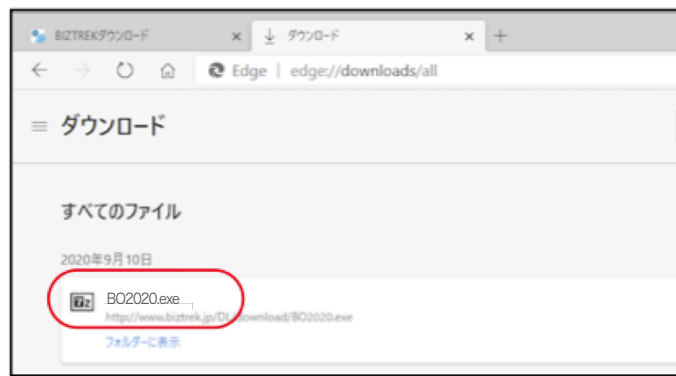 BIZTREKダウンロード
ダウンロード
Edge | edge://downloads/all
ダウンロード
すべてのファイル
2020年9月10日
7z BO2020.exe
http://www.biztrek.jp/DL/download/BO2020.exe
フォルダーに表示